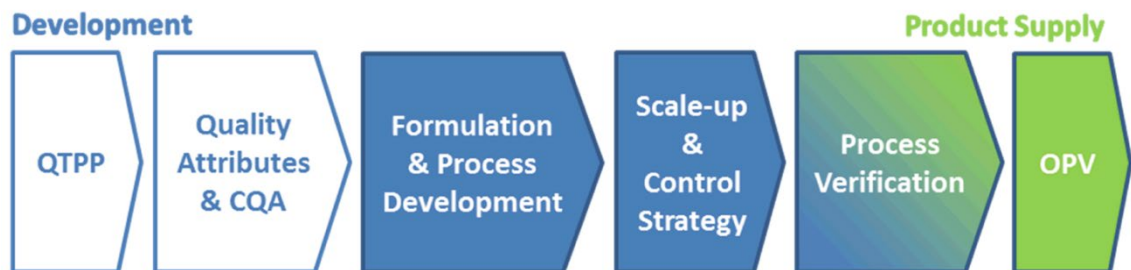 Development
Product Supply
QTPP
Quality
Attributes
& CQA
Formulation
& Process
Development
Scale-up
&
Control
Strategy
Process
Verification
OPV